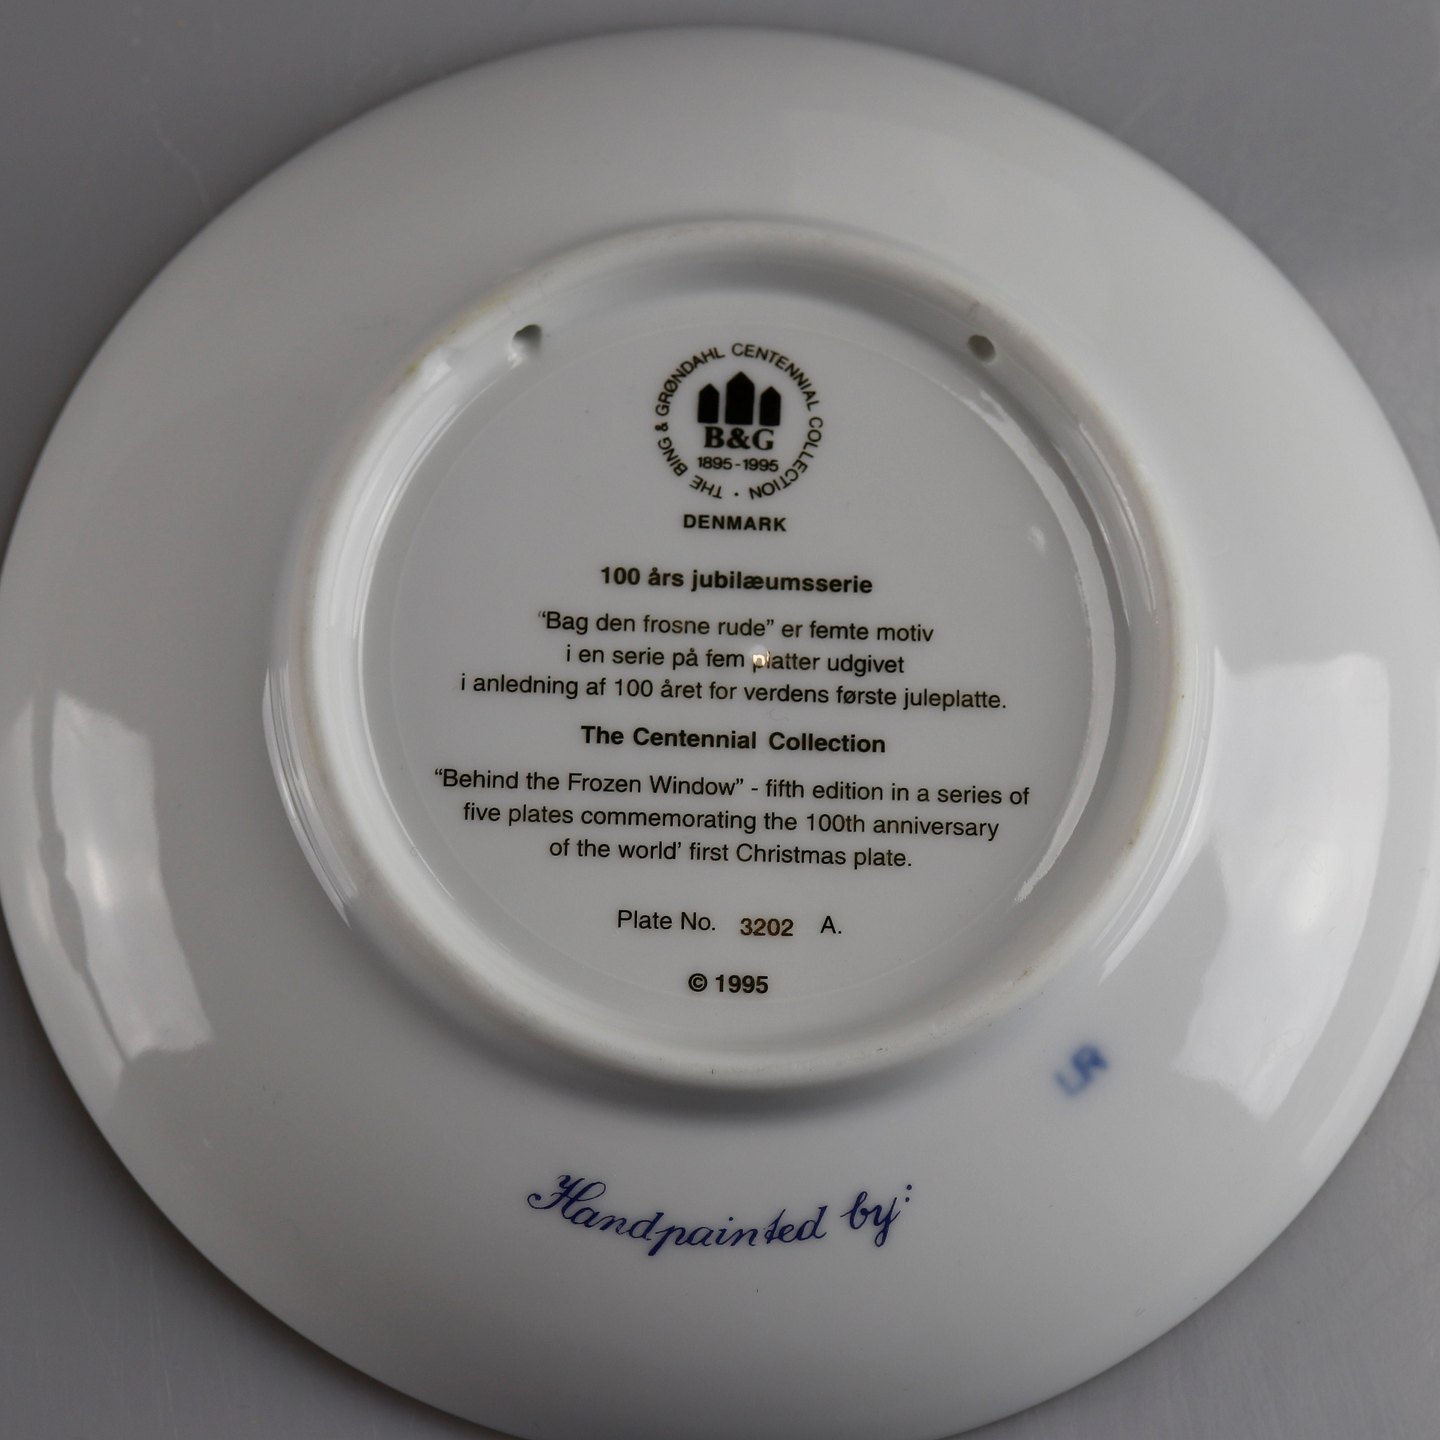 THE BING & GRØNDAHL CENTENNIAL COLLECTION ·
B&G
1895-1995
DENMARK
100 års jubilæumsserie
“Bag den frosne rude” er femte motiv
i en serie på fem platter udgivet
i anledning af 100 året for verdens første juleplatte.
The Centennial Collection
“Behind the Frozen Window” - fifth edition in a series of
five plates commemorating the 100th anniversary
of the world’ first Christmas plate.
Plate No. 3202 A.
© 1995
Handpainted by: